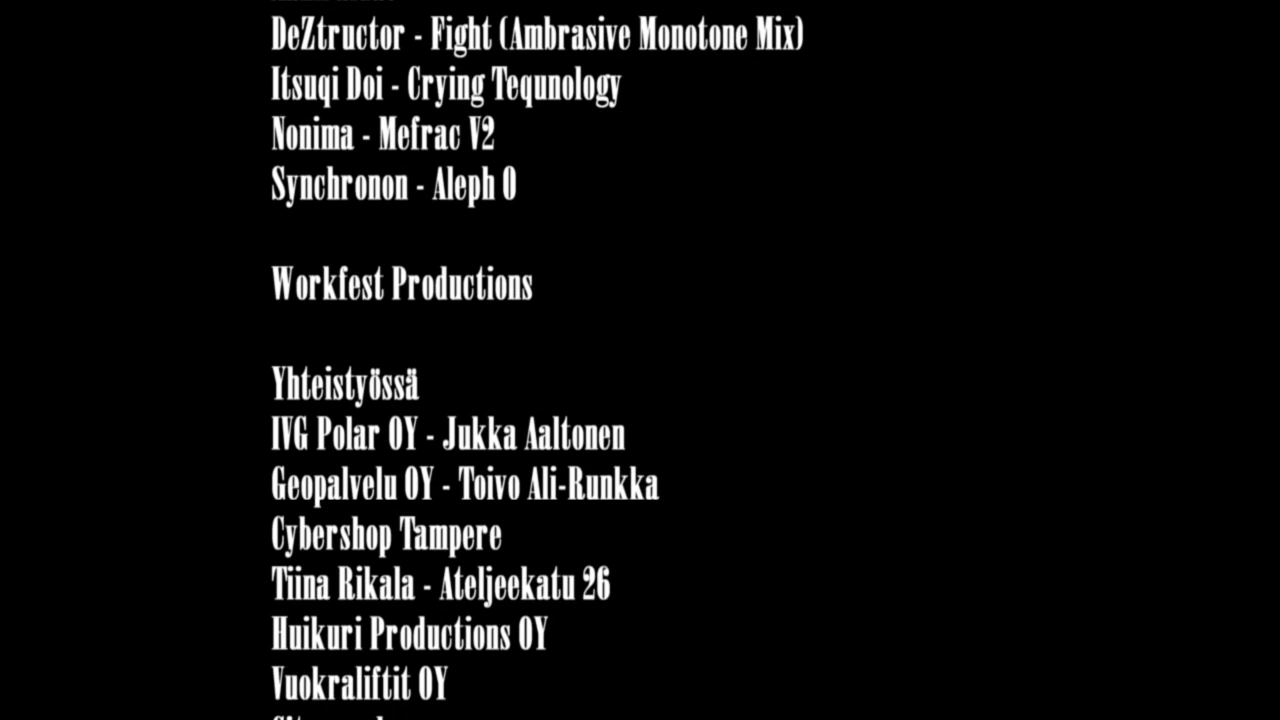 DeZtructor - Fight (Ambrasive Monotone Mix)
Itsuqi Doi - Crying Tequnology
Nonima - Mefrac V2
Synchronon - Aleph 0
Workfest Productions
Yhteistyössä
IVG Polar OY - Jukka Aaltonen
Geopalvelu OY - Toivo Ali-Runkka
Cybershop Tampere
Tiina Rikala - Ateljeekatu 26
Huikuri Productions OY
Vuokraliftit OY